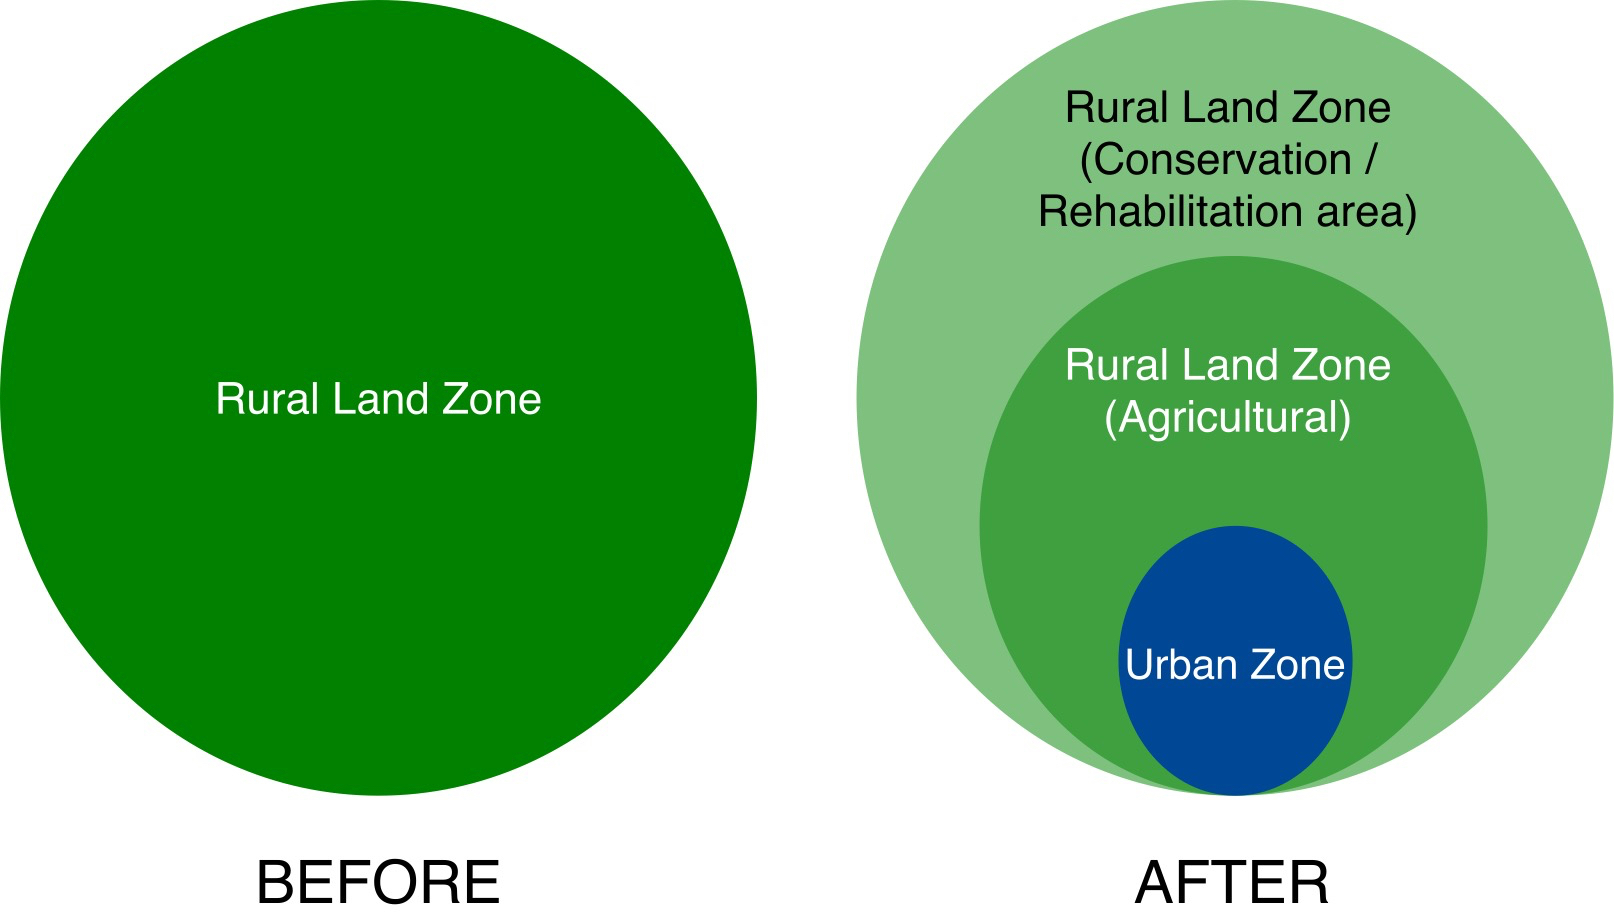 Rural Land Zone
BEFORE
Rural Land Zone
(Conservation /
Rehabilitation area)
Rural Land Zone
(Agricultural)
Urban Zone
AFTER